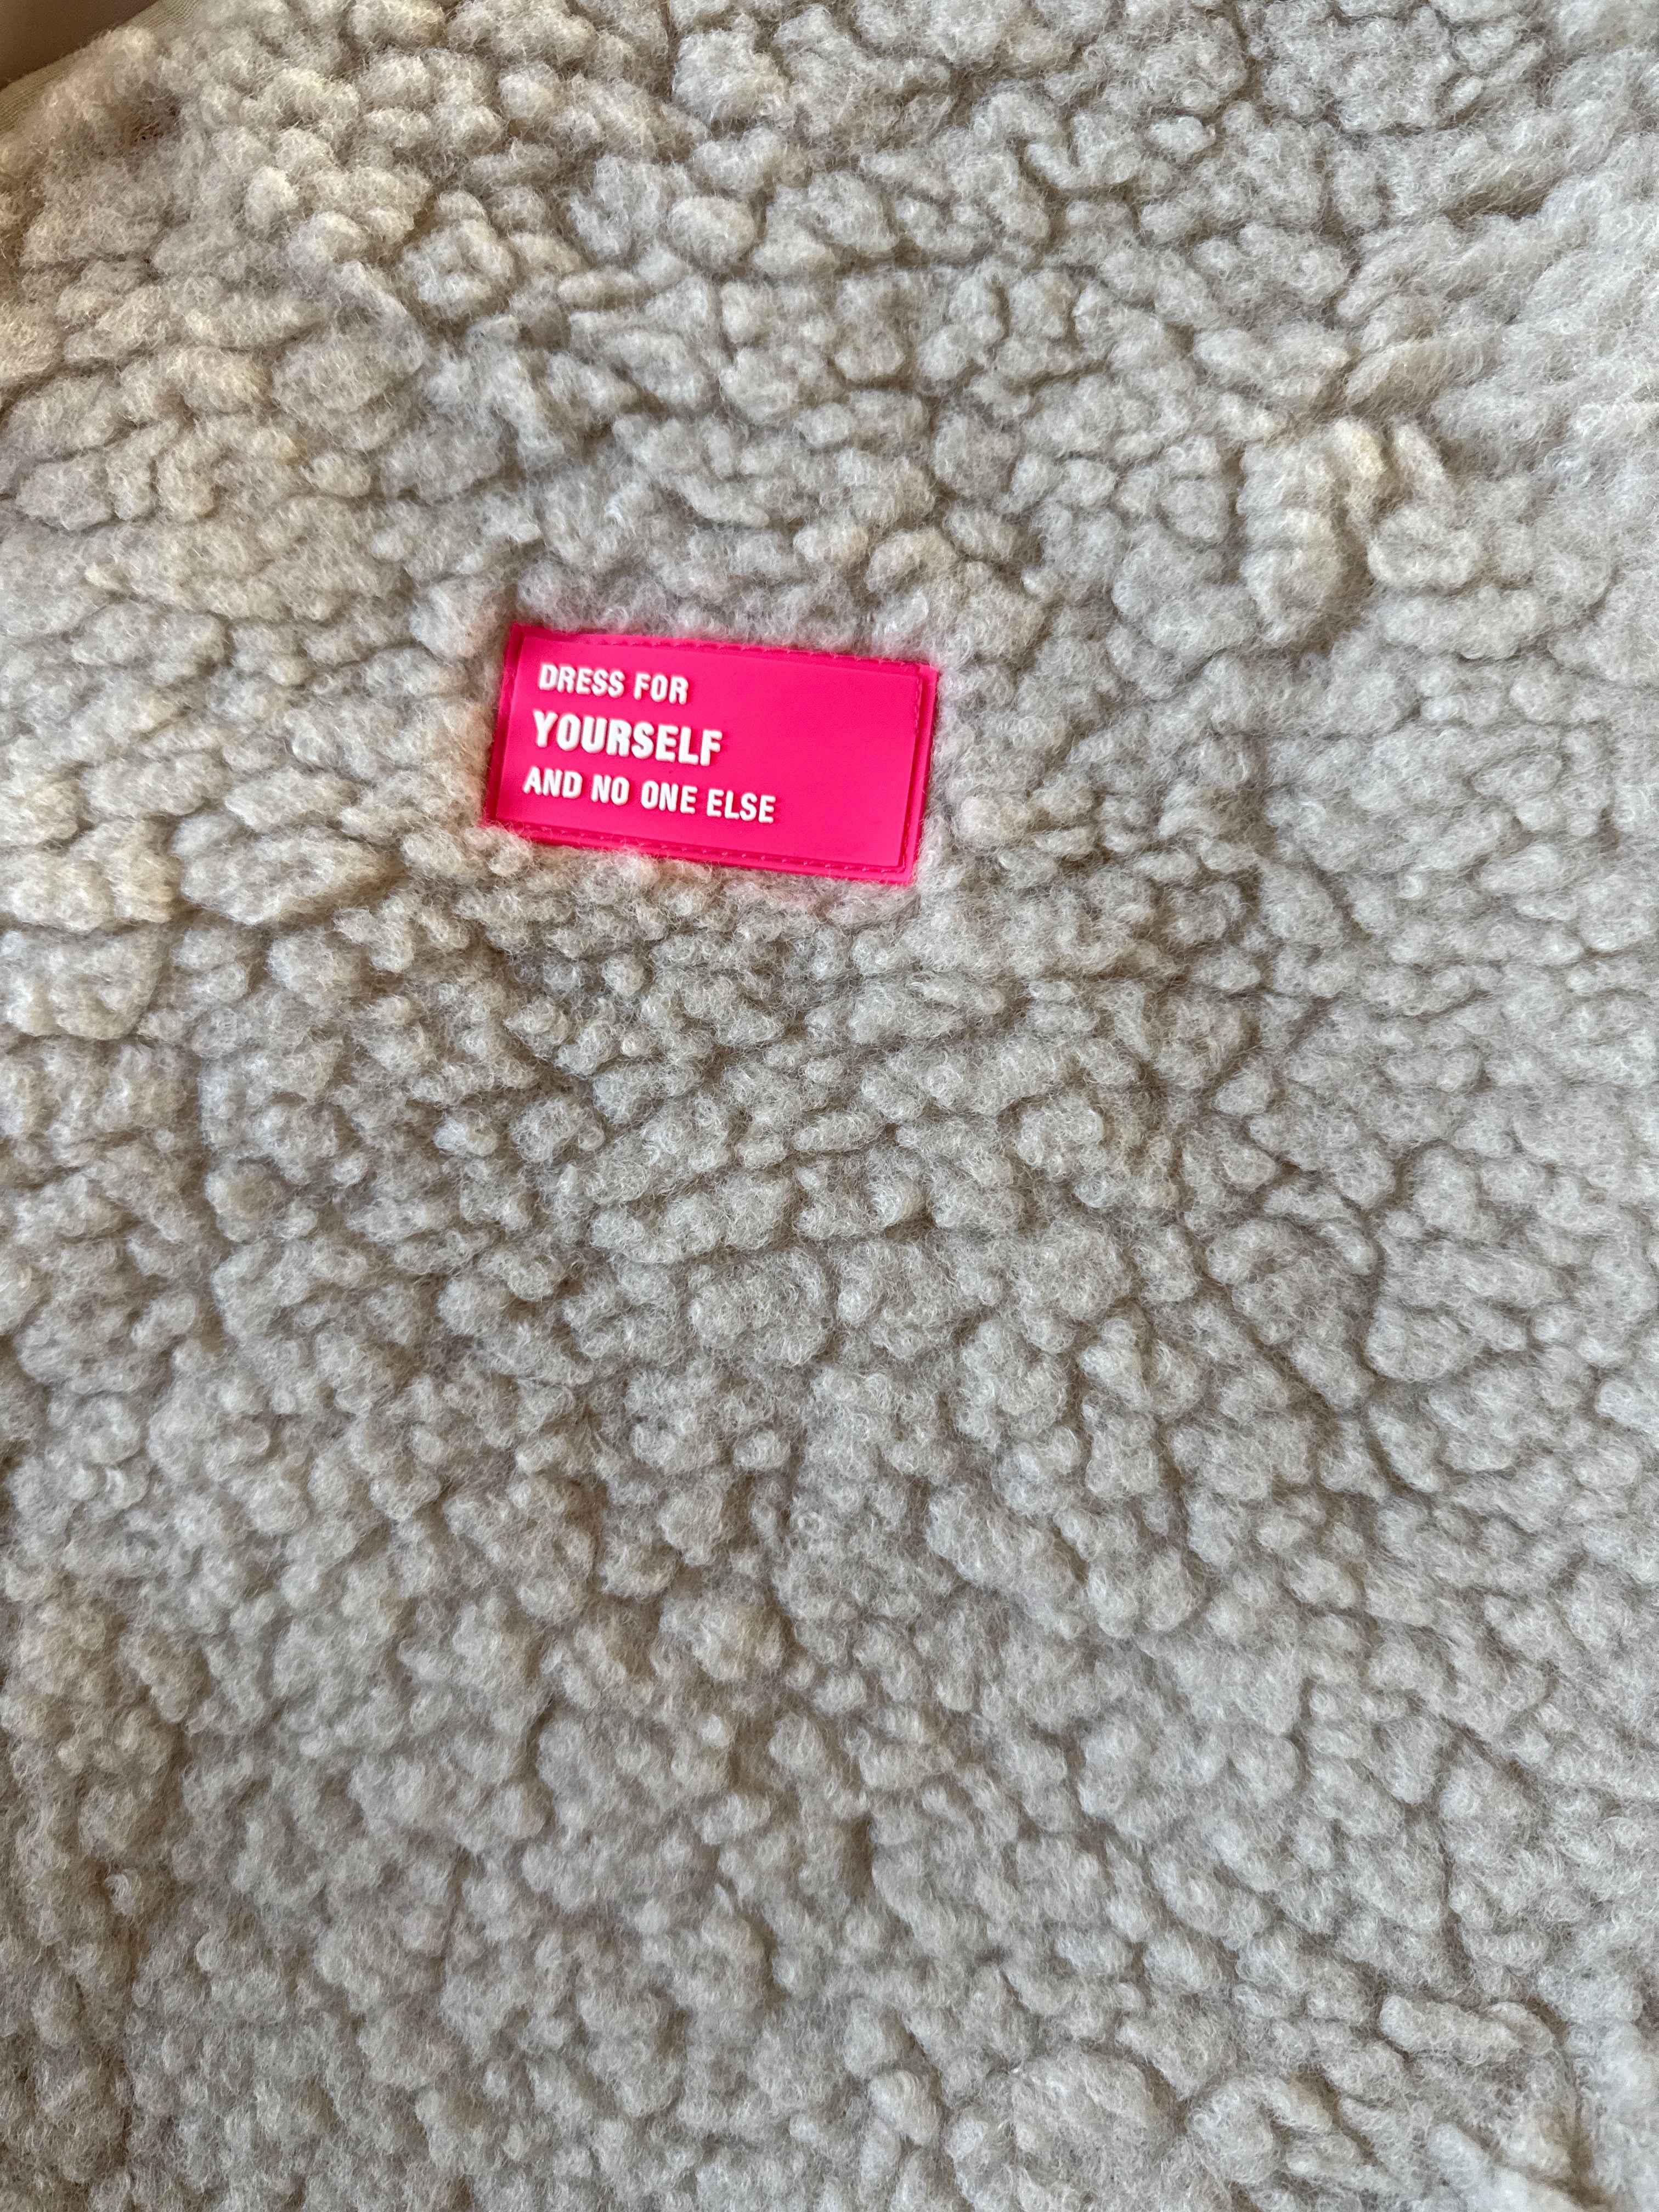 DRESS FOR
YOURSELF
AND NO ONE ELSE